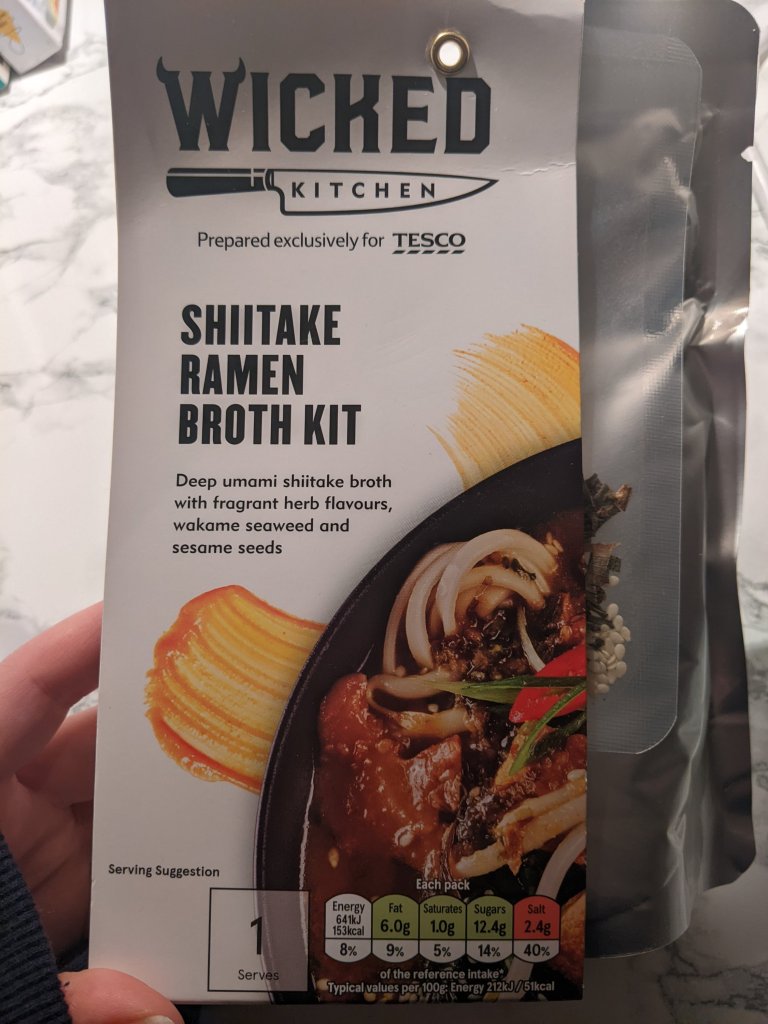 WICKED
KITCHEN
Prepared exclusively for TESCO
SHIITAKE
RAMEN
BROTH KIT
Deep umami shiitake broth
with fragrant herb flavours,
wakame seaweed and
sesame seeds
Serving Suggestion
1
Serves
Each pack
Energy 641kJ 153kcal 8%
Fat 6.0g 9%
Saturates 1.0g 5%
Sugars 12.4g 14%
Salt 2.4g 40%
of the reference intake*
Typical values per 100g: Energy 212kJ / 51kcal